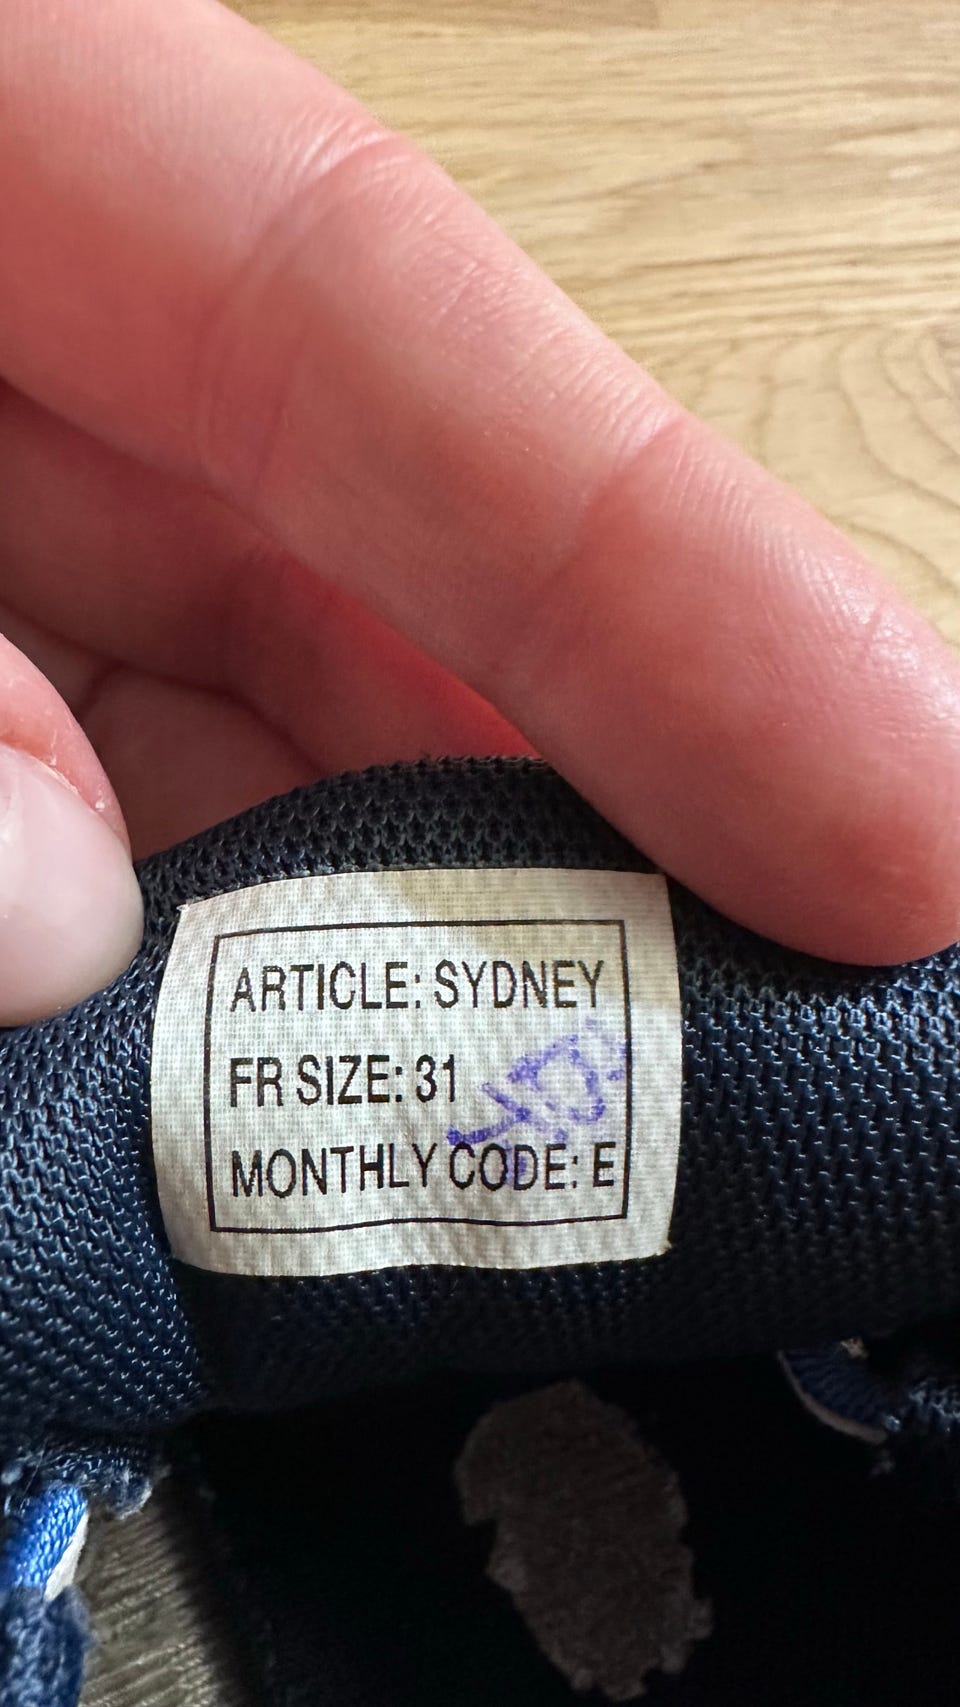 ARTICLE: SYDNEY
FR SIZE: 31
MONTHLY CODE: E